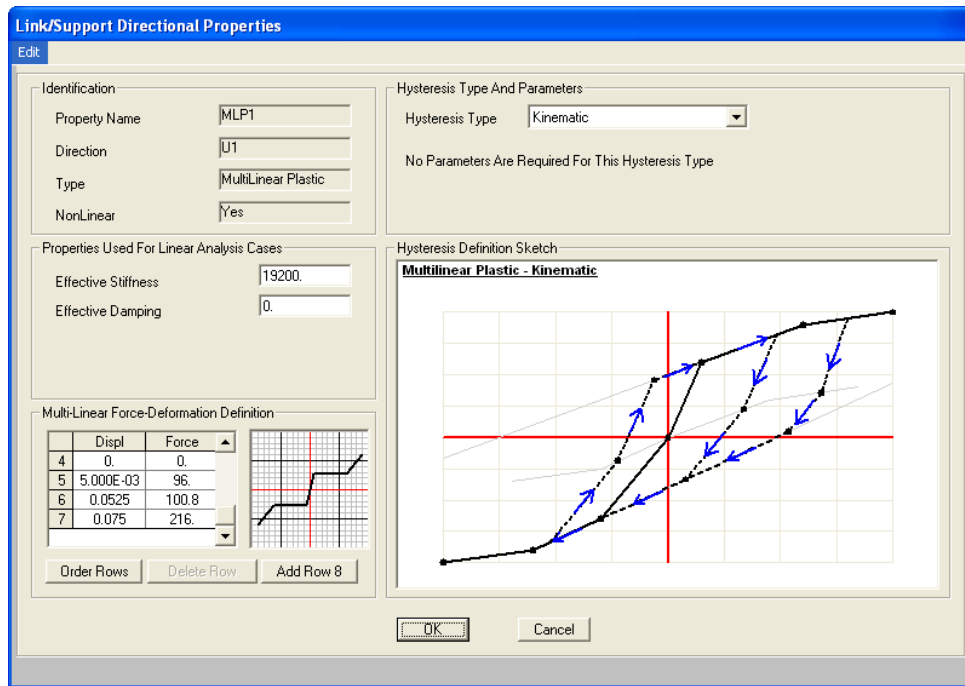 Link/Support Directional Properties
Edit
Identification
Property Name MLP1
Direction U1
Type MultiLinear Plastic
NonLinear Yes
Hysteresis Type And Parameters
Hysteresis Type Kinematic
No Parameters Are Required For This Hysteresis Type
Properties Used For Linear Analysis Cases
Effective Stiffness 19200.
Effective Damping 0.
Hysteresis Definition Sketch
Multilinear Plastic - Kinematic
Multi-Linear Force-Deformation Definition
Displ Force
4 0. 0.
5 5.000E-03 96.
6 0.0525 100.8
7 0.075 216.
Order Rows Delete Row Add Row 8
OK Cancel